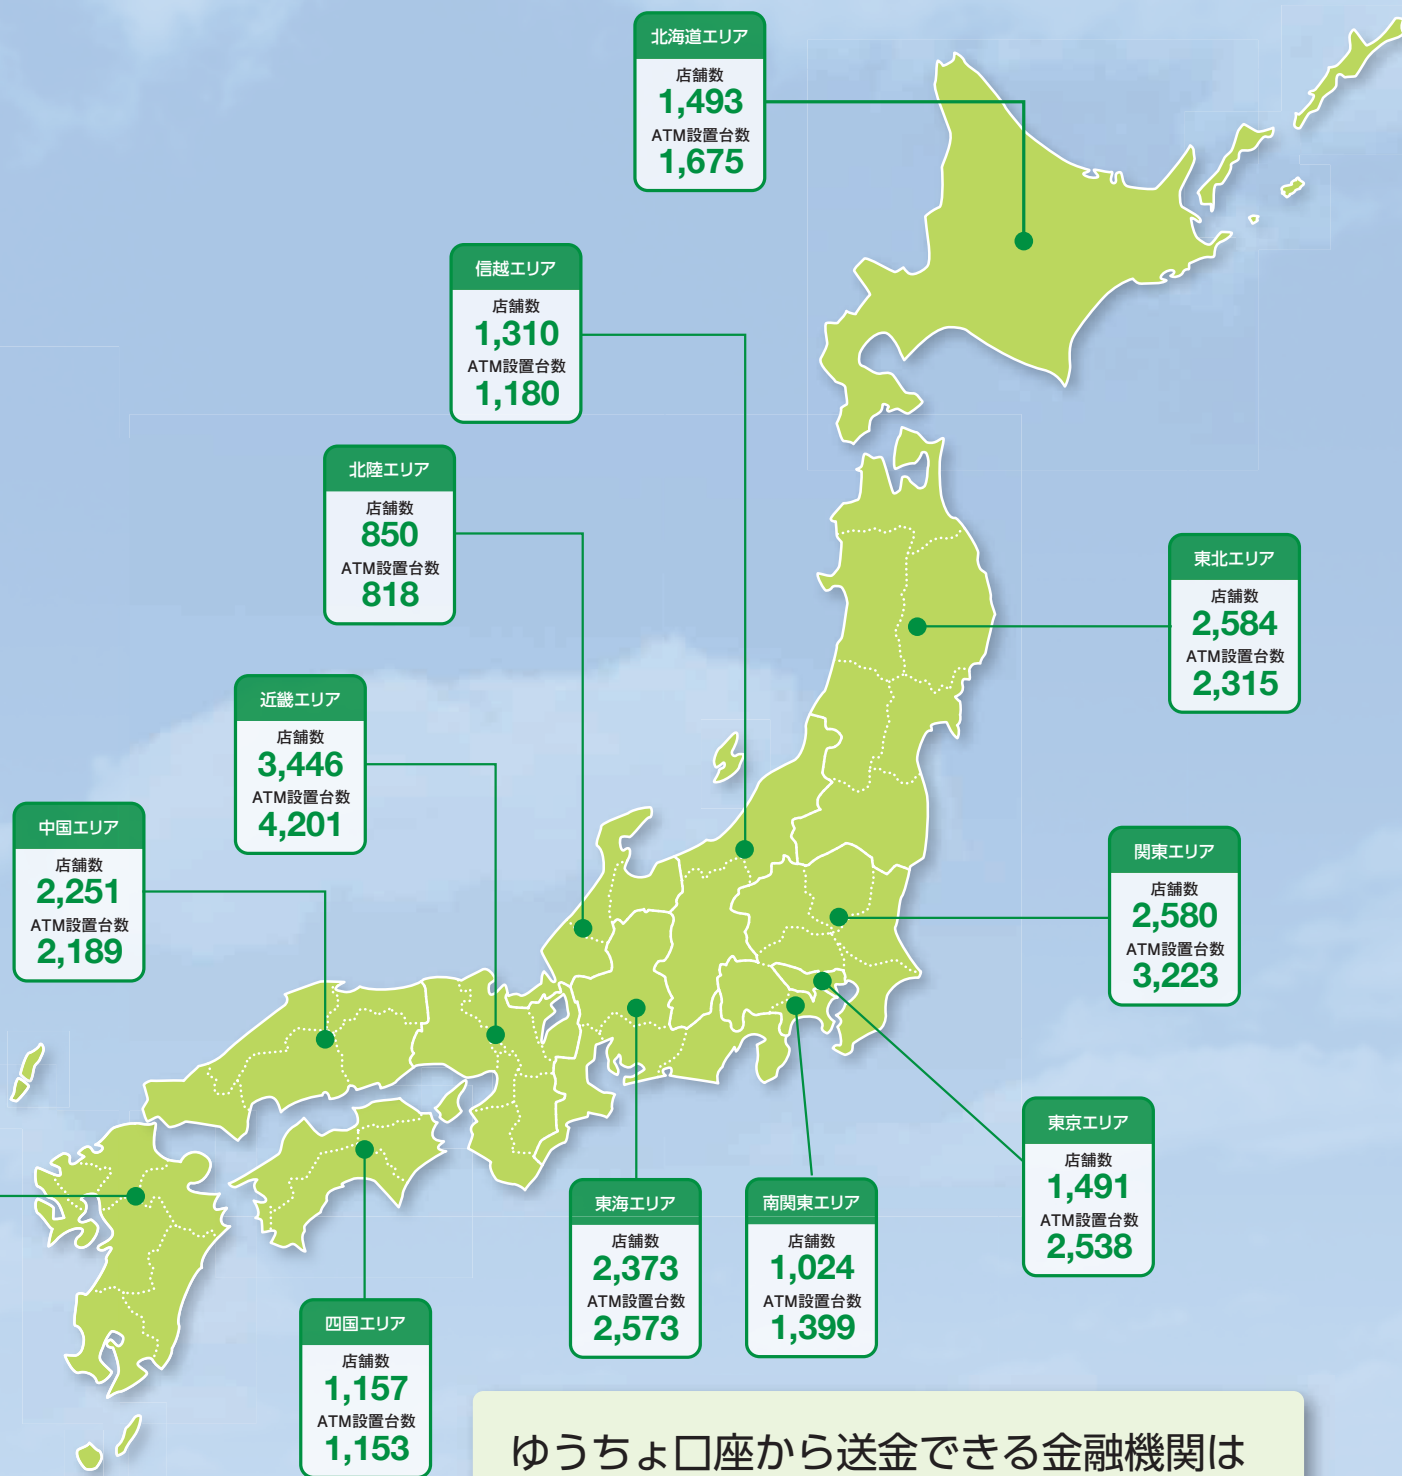 北海道エリア
店舗数
1,493
ATM設置台数
1,675
信越エリア
店舗数
1,310
ATM設置台数
1,180
北陸エリア
店舗数
850
ATM設置台数
818
東北エリア
店舗数
2,584
ATM設置台数
2,315
近畿エリア
店舗数
3,446
ATM設置台数
4,201
中国エリア
店舗数
2,251
ATM設置台数
2,189
関東エリア
店舗数
2,580
ATM設置台数
3,223
東京エリア
店舗数
1,491
ATM設置台数
2,538
東海エリア
店舗数
2,373
ATM設置台数
2,573
南関東エリア
店舗数
1,024
ATM設置台数
1,399
四国エリア
店舗数
1,157
ATM設置台数
1,153
ゆうちょ口座から送金できる金融機関は